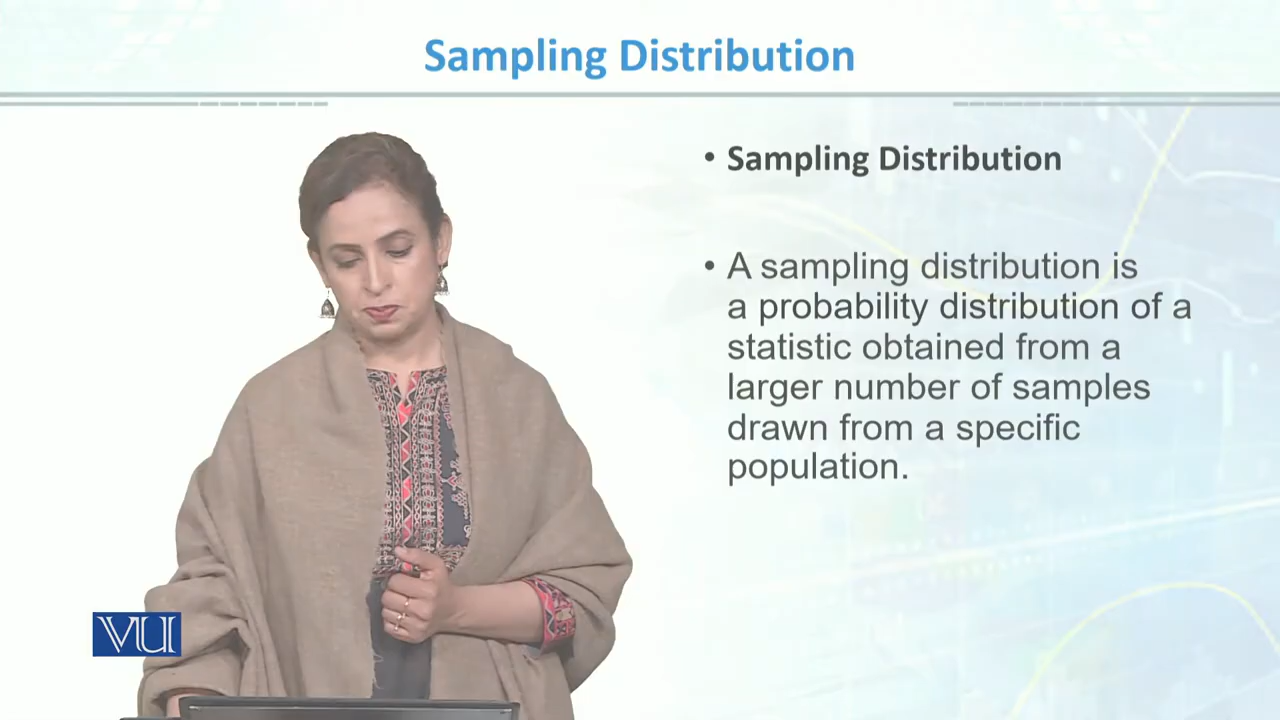 Sampling Distribution
• Sampling Distribution
• A sampling distribution is
a probability distribution of a
statistic obtained from a
larger number of samples
drawn from a specific
population.
VU